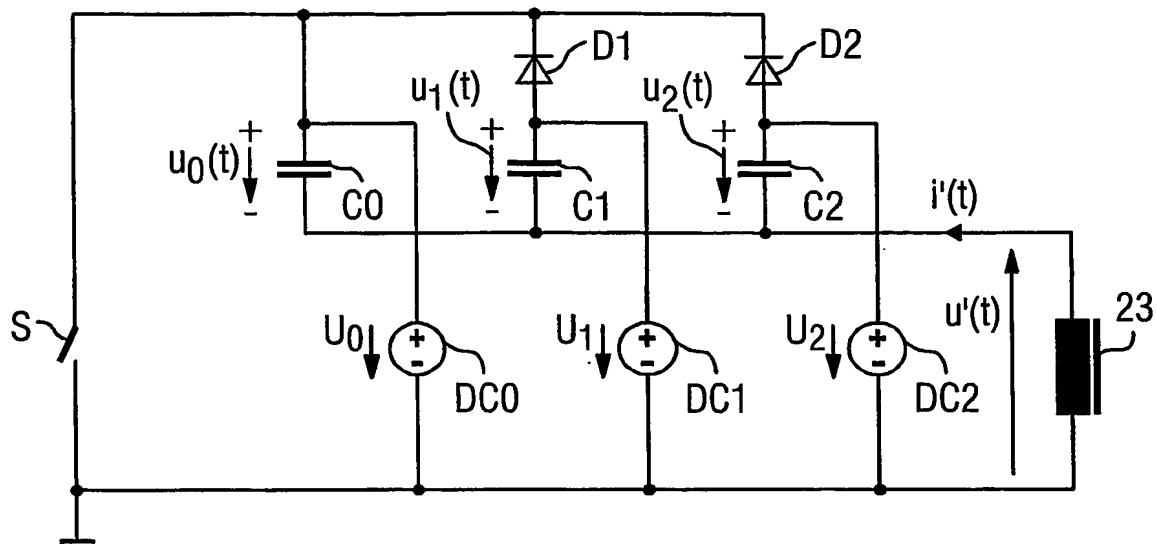 D1
D2
u1(t)
u2(t)
+
+
+
u0(t)
C0
C1
C2
-
-
-
i'(t)
S
U0
+
-
DC0
U1
+
-
DC1
U2
+
-
DC2
u'(t)
23